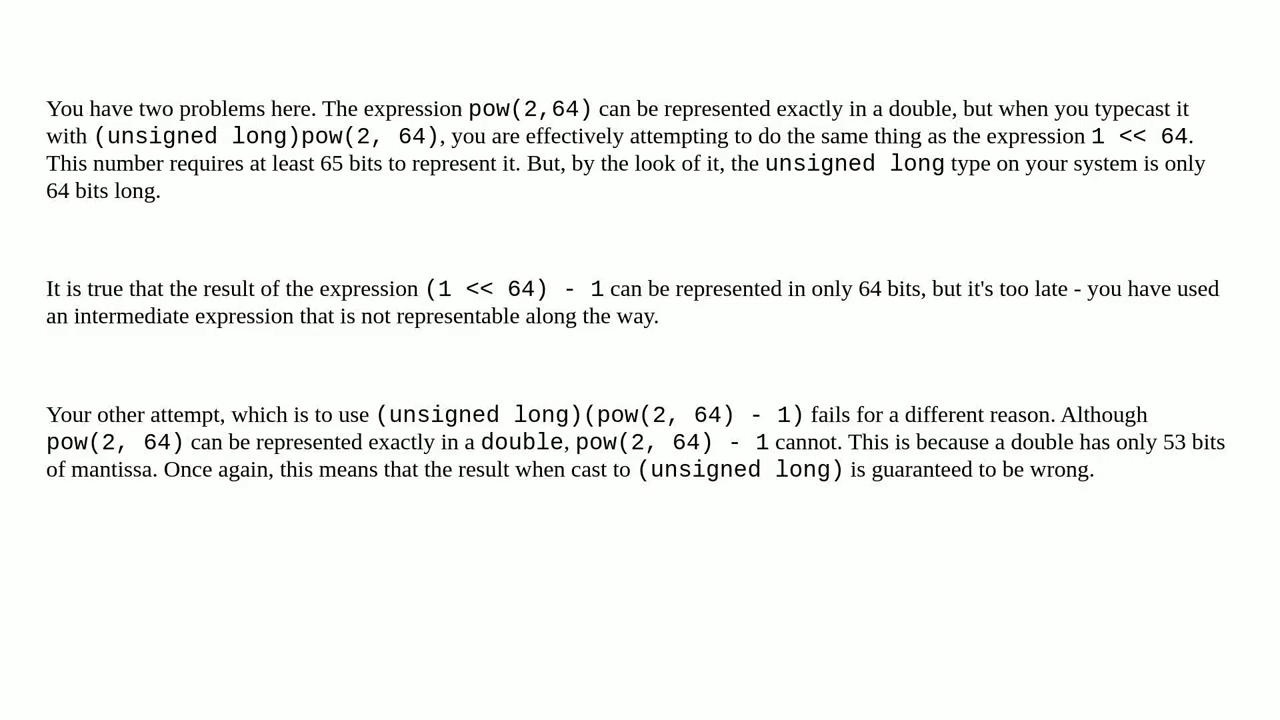 You have two problems here. The expression pow(2,64) can be represented exactly in a double, but when you typecast it
with (unsigned long)pow(2, 64), you are effectively attempting to do the same thing as the expression 1 << 64.
This number requires at least 65 bits to represent it. But, by the look of it, the unsigned long type on your system is only
64 bits long.
It is true that the result of the expression (1 << 64) - 1 can be represented in only 64 bits, but it's too late - you have used
an intermediate expression that is not representable along the way.
Your other attempt, which is to use (unsigned long)(pow(2, 64) - 1) fails for a different reason. Although
pow(2, 64) can be represented exactly in a double, pow(2, 64) - 1 cannot. This is because a double has only 53 bits
of mantissa. Once again, this means that the result when cast to (unsigned long) is guaranteed to be wrong.